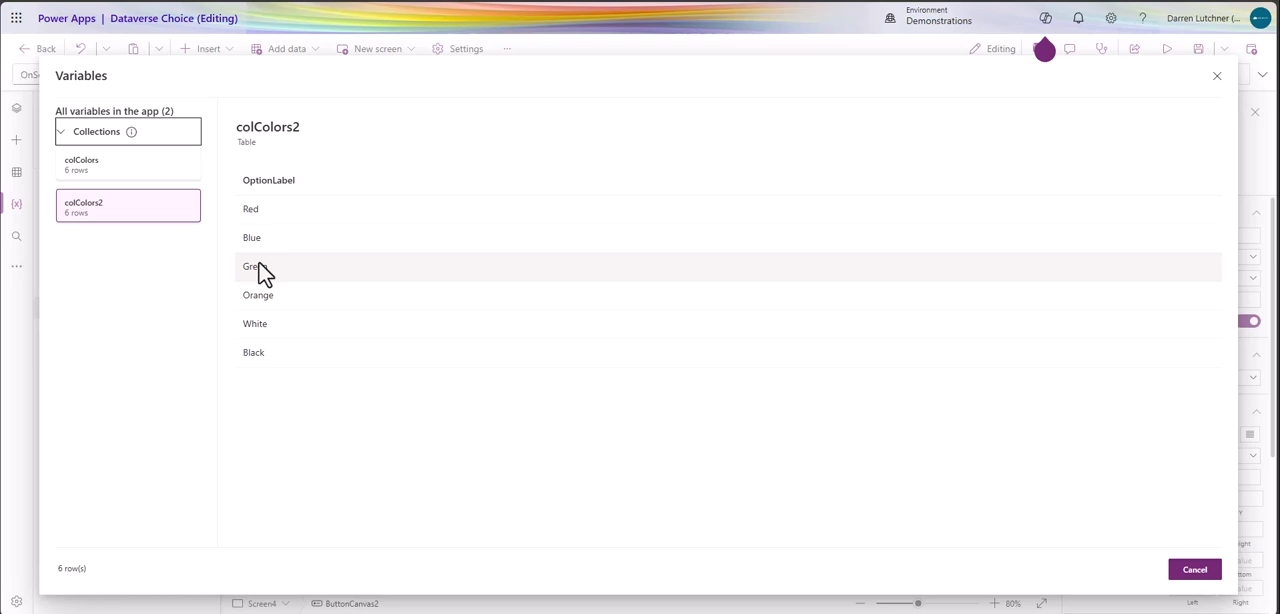 Power Apps | Dataverse Choice (Editing)
Environment
Demonstrations
Darren Lutchner (...
Back
Insert
Add data
New screen
Settings
...
Editing
Variables
All variables in the app (2)
Collections
colColors
6 rows
colColors2
6 rows
colColors2
Table
OptionLabel
Red
Blue
Orange
White
Black
6 row(s)
Cancel
Screen4
ButtonCanvas2
80%
Left
Right